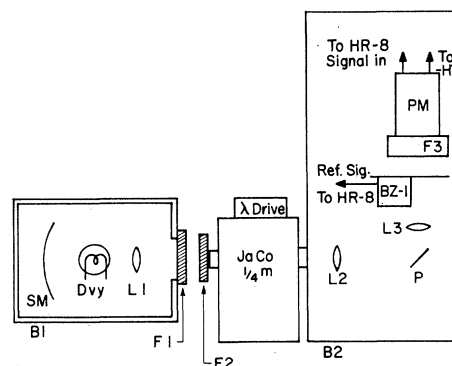 To HR-8
Signal in
To
-H
PM
F3
Ref. Sig.
To HR-8
BZ-1
λ Drive
L3
JaCo
1/4 m
SM
Dvy
L1
L2
P
B1
F1
F2
B2